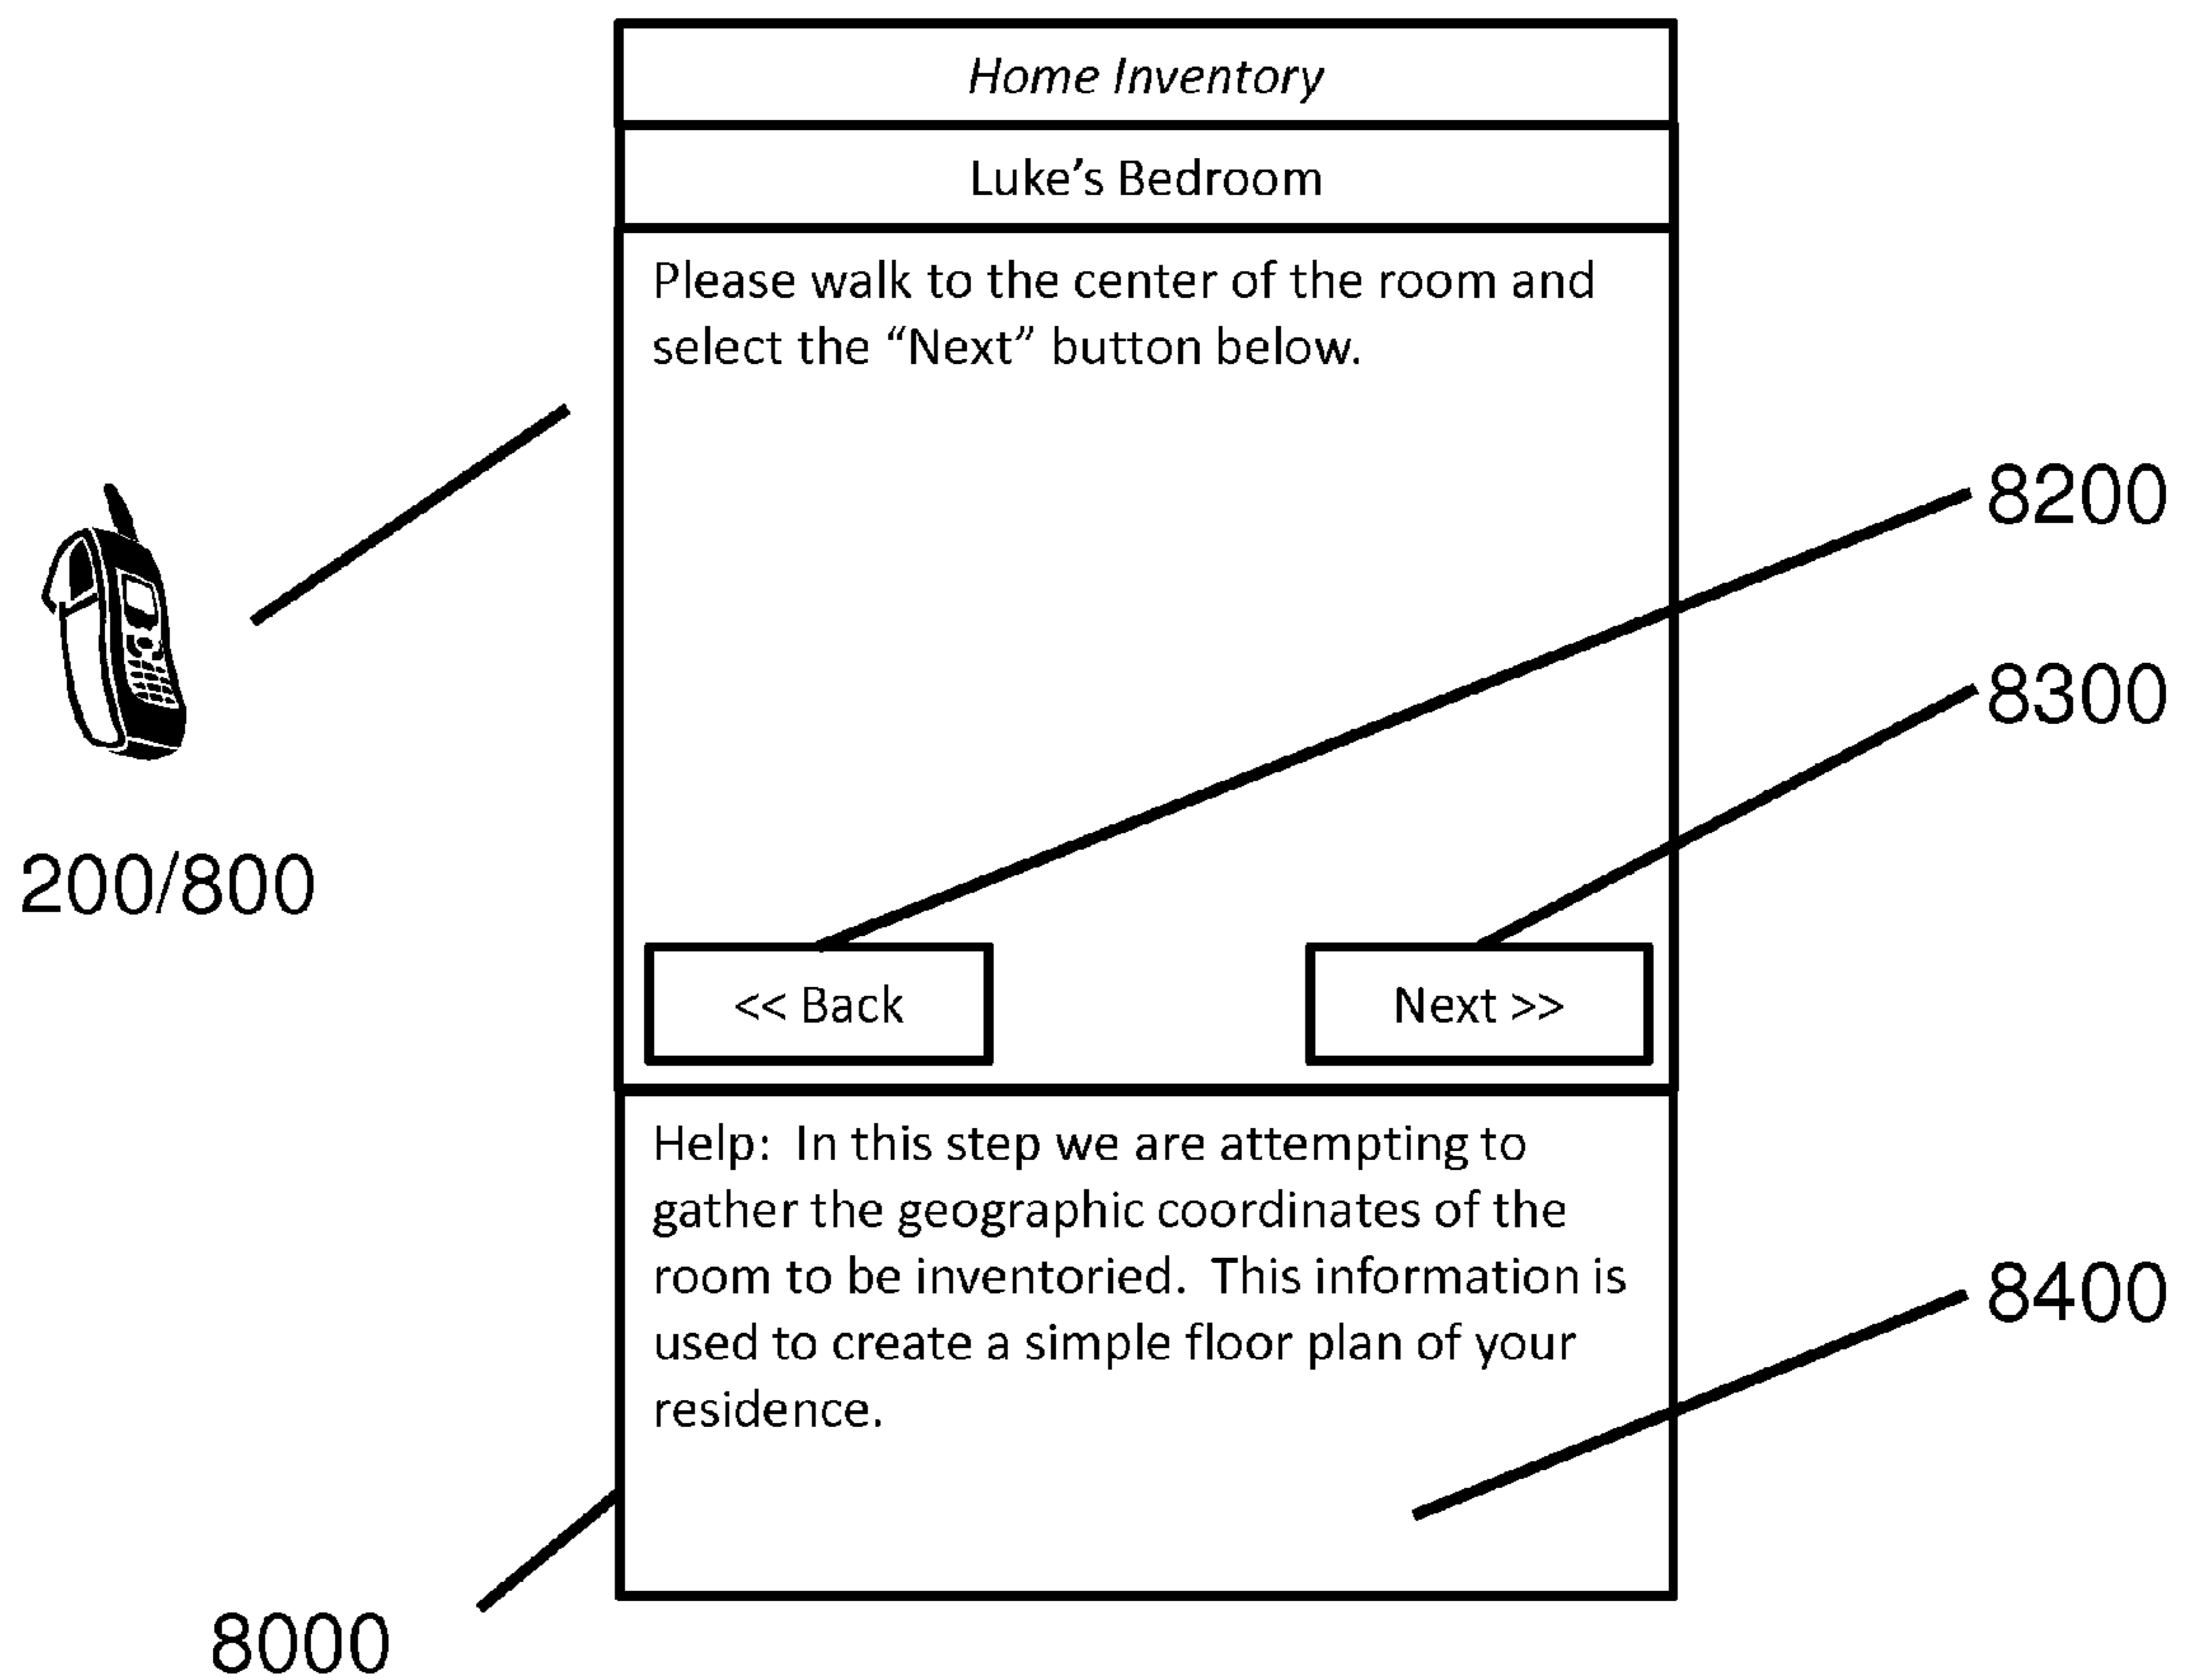 Home Inventory
Luke's Bedroom
Please walk to the center of the room and
select the “Next” button below.
8200
8300
200/800
<< Back
Next >>
Help:  In this step we are attempting to
gather the geographic coordinates of the
room to be inventoried.  This information is
used to create a simple floor plan of your
residence.
8400
8000